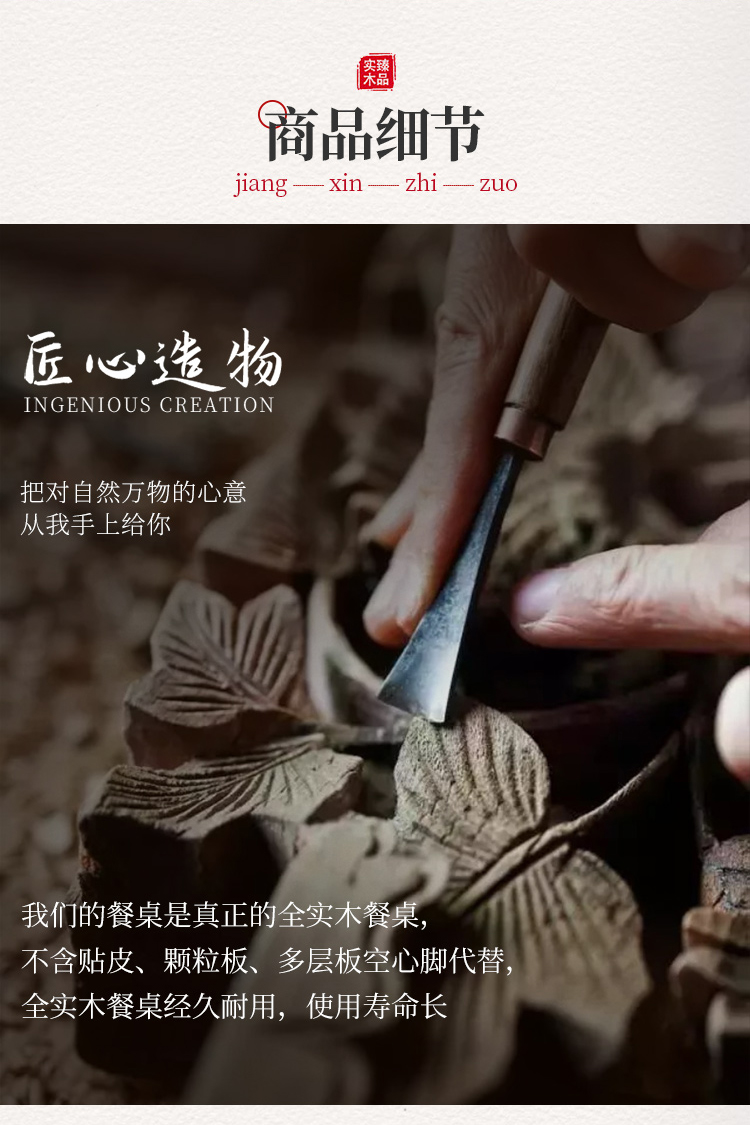 实臻
木品
商品细节
jiang — xin — zhi — zuo
匠心造物
INGENIOUS CREATION
把对自然万物的心意
从我手上给你
我们的餐桌是真正的全实木餐桌，
不含贴皮、颗粒板、多层板空心脚代替，
全实木餐桌经久耐用，使用寿命长